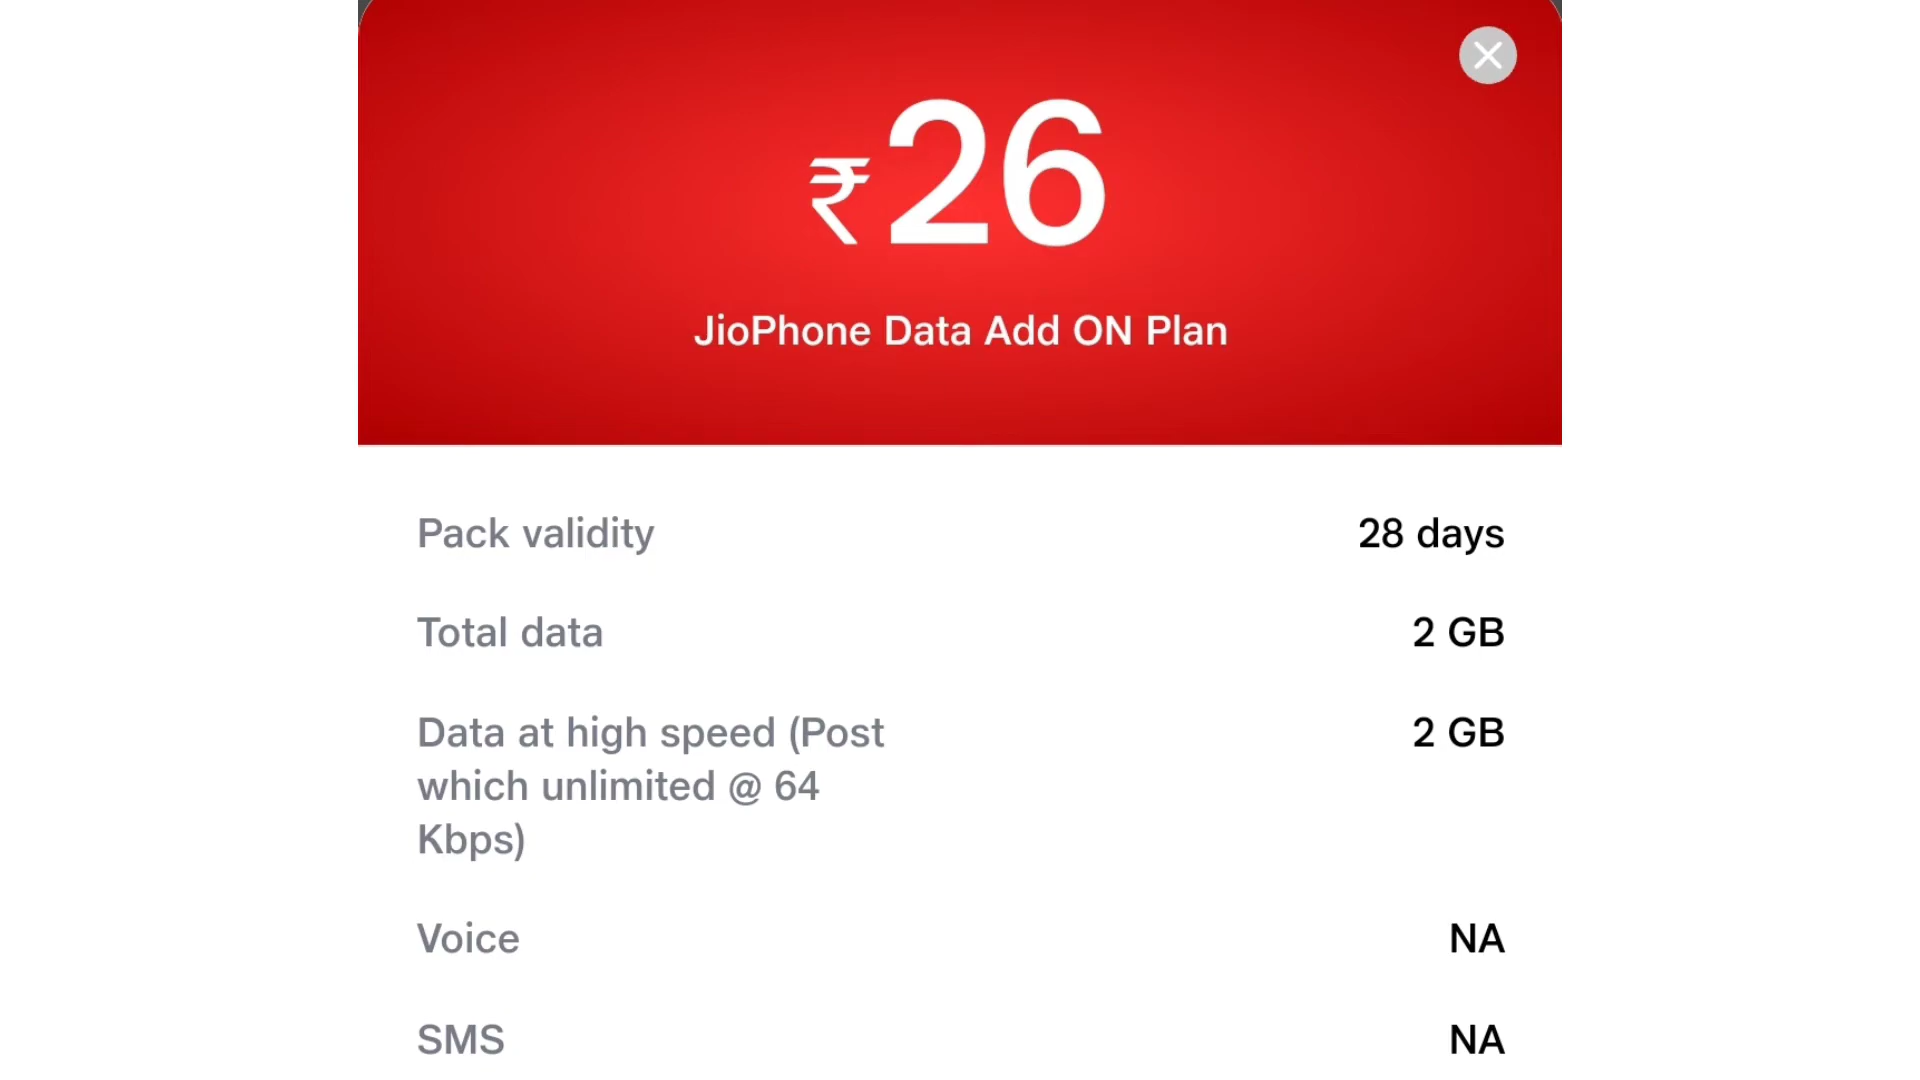 ₹26
JioPhone Data Add ON Plan
Pack validity 28 days
Total data 2 GB
Data at high speed (Post 2 GB
which unlimited @ 64
Kbps)
Voice NA
SMS NA